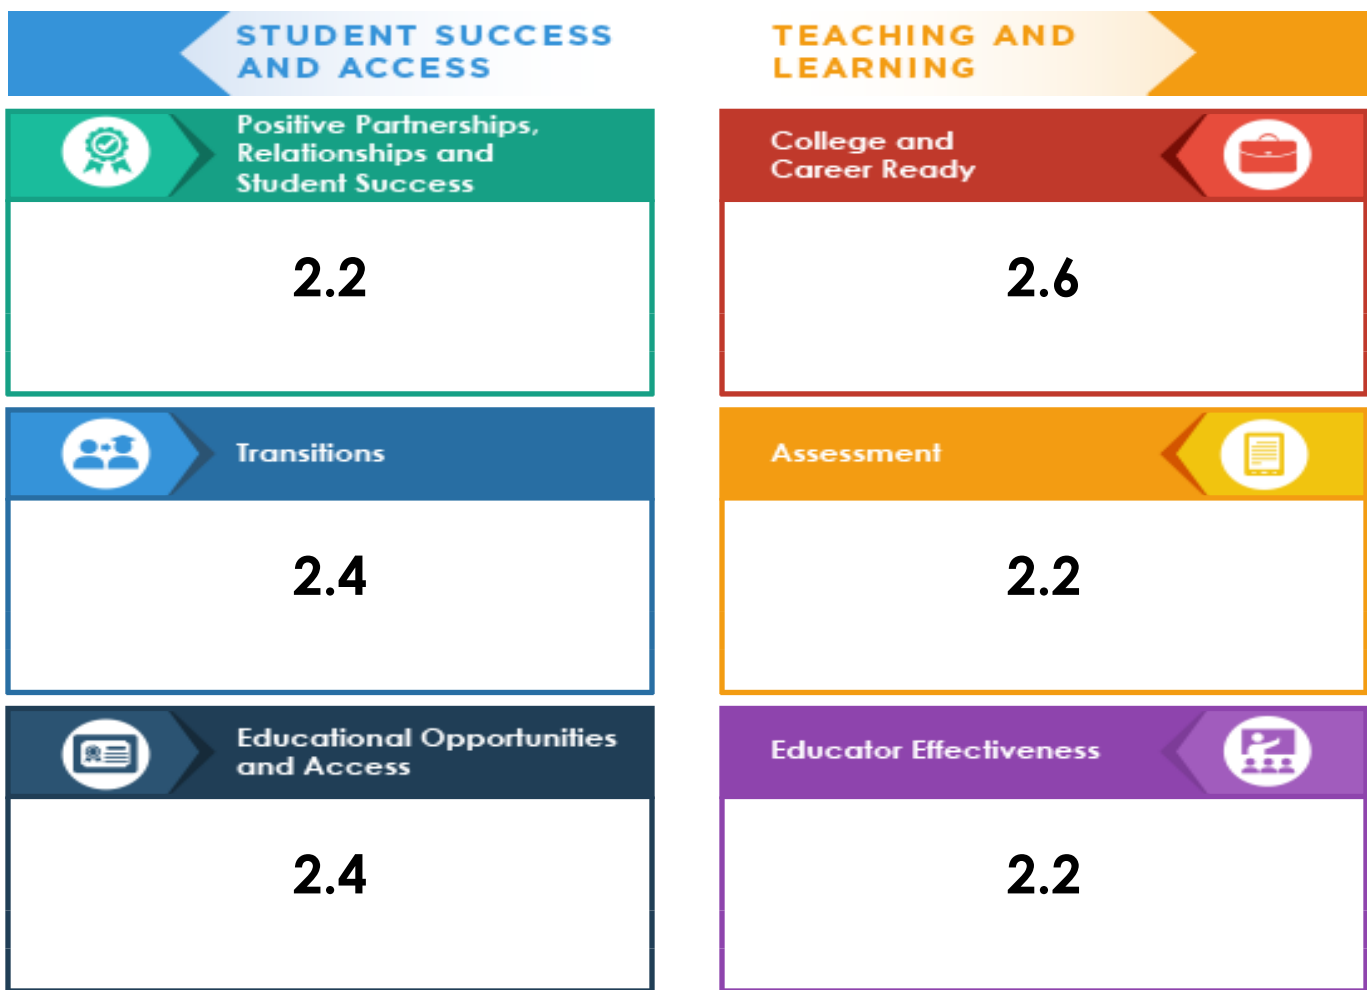 STUDENT SUCCESS
AND ACCESS
Positive Partnerships,
Relationships and
Student Success
2.2
Transitions
2.4
Educational Opportunities
and Access
2.4
TEACHING AND
LEARNING
College and
Career Ready
2.6
Assessment
2.2
Educator Effectiveness
2.2